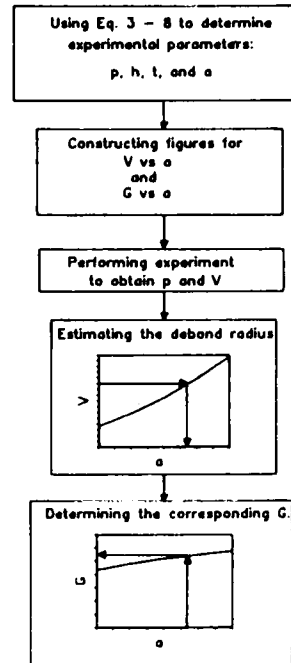 Using Eq. 3 - 8 to determine
experimental parameters:
p, h, t, and a
Constructing figures for
V vs a
and
G vs a
Performing experiment
to obtain p and V
Estimating the debond radius
V
a
Determining the corresponding G.
G
a